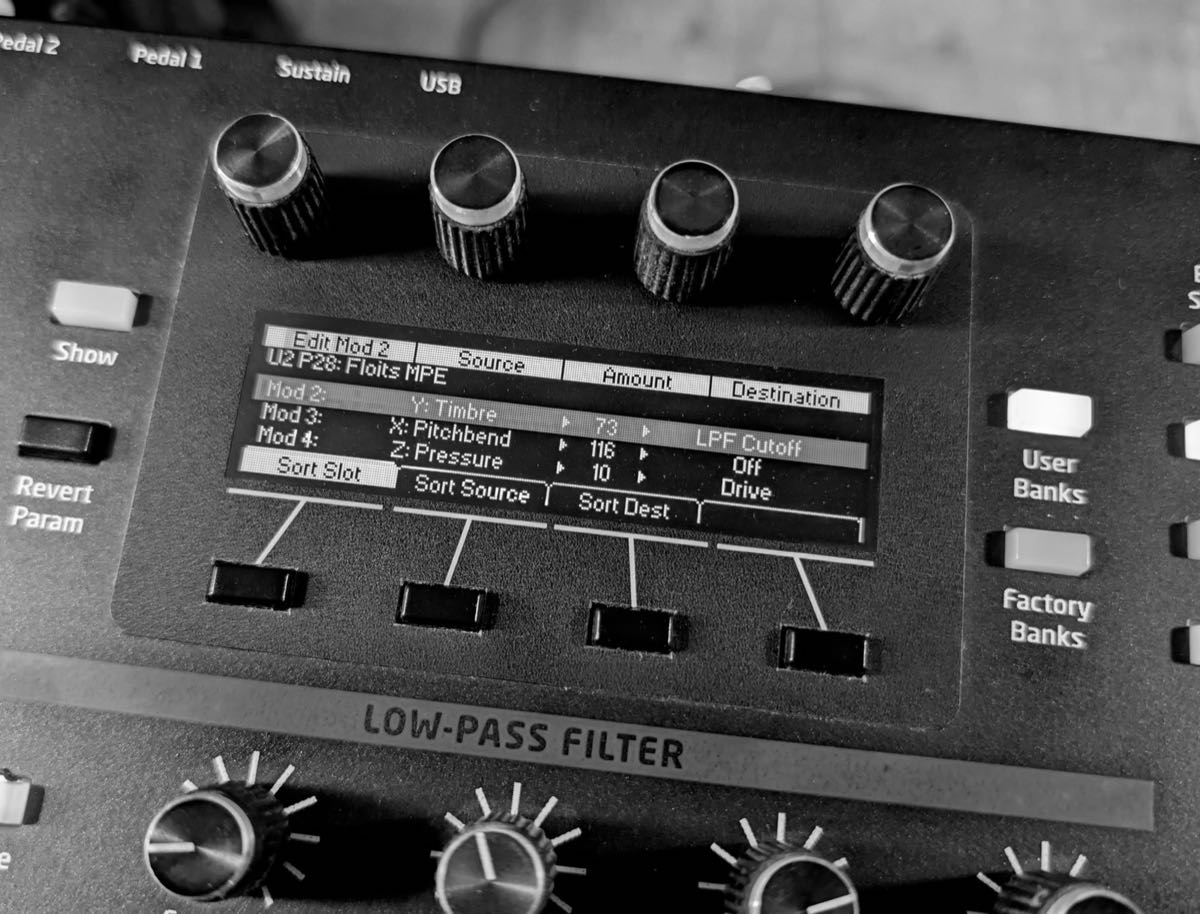 Pedal 2
Pedal 1
Sustain
USB
Show
Revert
Param
Edit Mod 2 Source Amount Destination
U2 P28: Floits MPE
Mod 2: Y: Timbre 73 LPF Cutoff
Mod 3: X: Pitchbend 116 Off
Mod 4: Z: Pressure 10 Drive
Sort Slot Sort Source Sort Dest
User
Banks
Factory
Banks
LOW-PASS FILTER